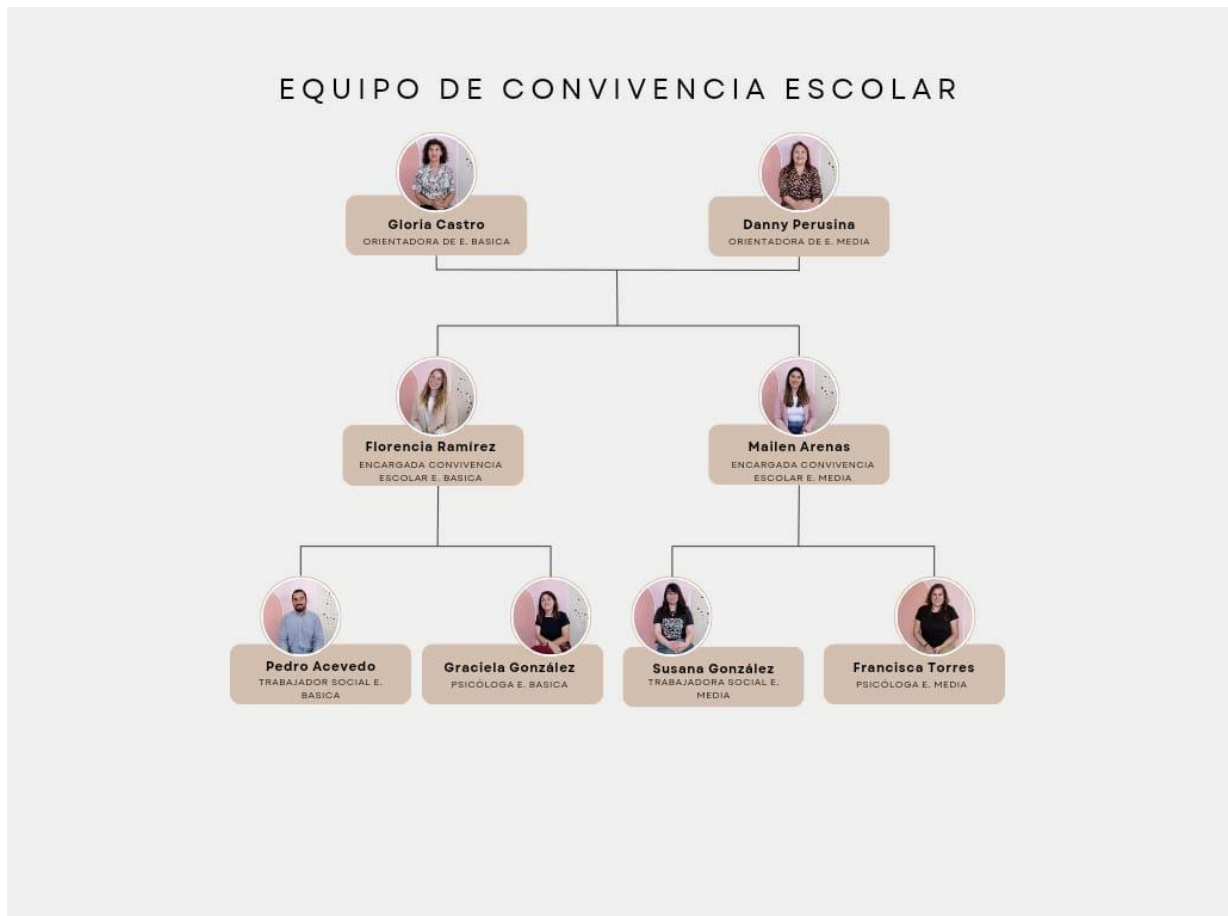 EQUIPO DE CONVIVENCIA ESCOLAR
Gloria Castro
ORIENTADORA DE E. BASICA
Danny Perusina
ORIENTADORA DE E. MEDIA
Florencia Ramírez
ENCARGADA CONVIVENCIA
ESCOLAR E. BASICA
Mailen Arenas
ENCARGADA CONVIVENCIA
ESCOLAR E. MEDIA
Pedro Acevedo
TRABAJADOR SOCIAL E.
BASICA
Graciela González
PSICÓLOGA E. BASICA
Susana González
TRABAJADORA SOCIAL E.
MEDIA
Francisca Torres
PSICÓLOGA E. MEDIA